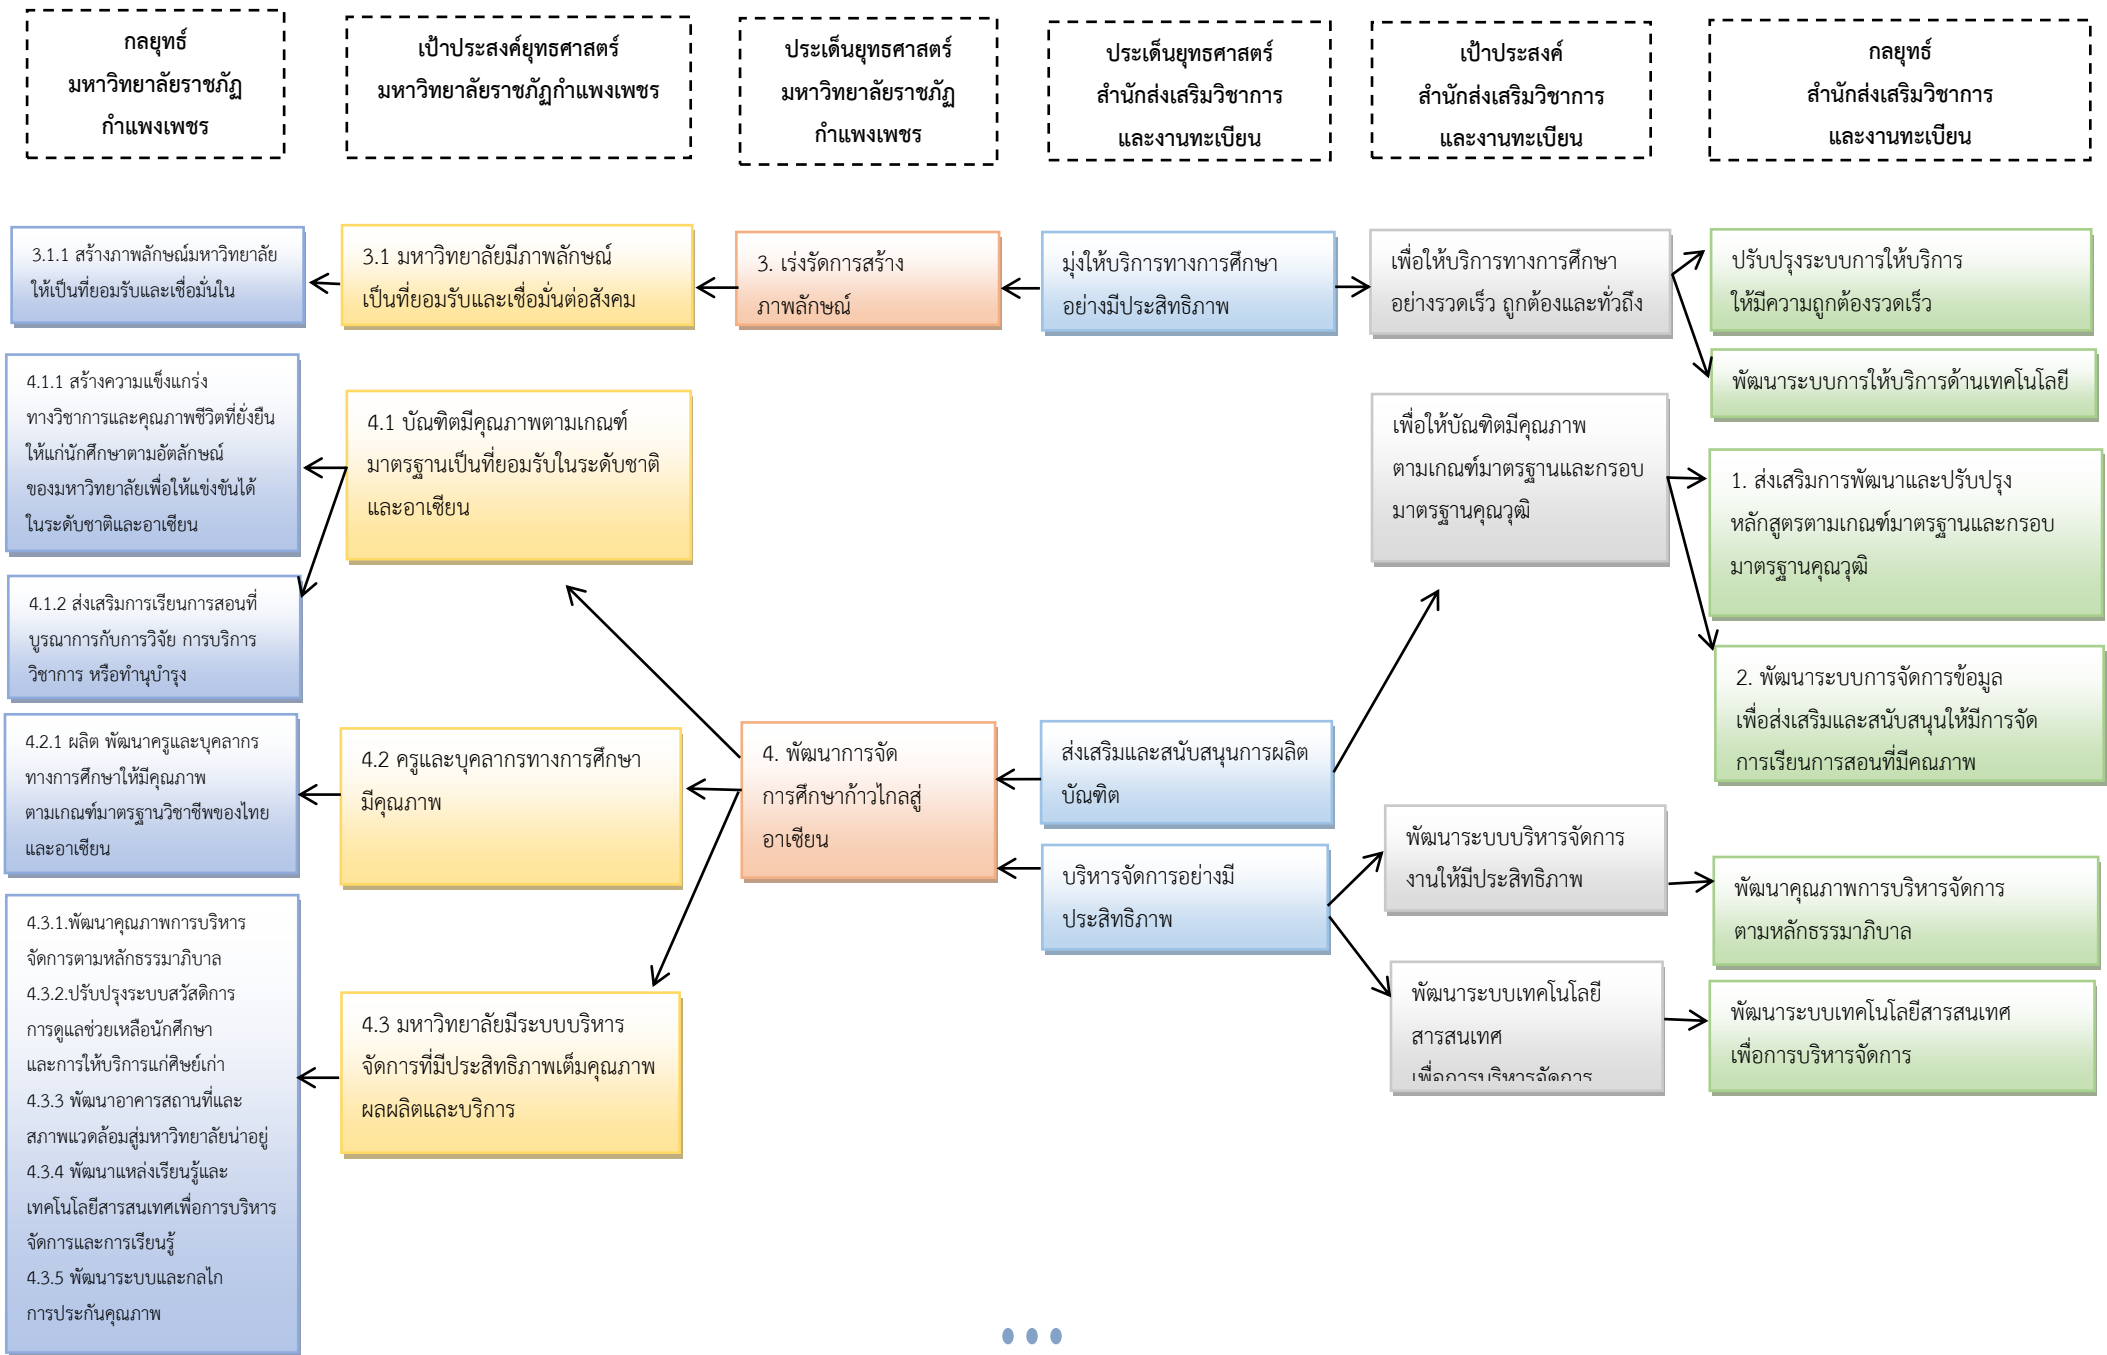 กลยุทธ์
มหาวิทยาลัยราชภัฏ
กำแพงเพชร
เป้าประสงค์ยุทธศาสตร์
มหาวิทยาลัยราชภัฏกำแพงเพชร
ประเด็นยุทธศาสตร์
มหาวิทยาลัยราชภัฏ
กำแพงเพชร
ประเด็นยุทธศาสตร์
สำนักส่งเสริมวิชาการ
และงานทะเบียน
เป้าประสงค์
สำนักส่งเสริมวิชาการ
และงานทะเบียน
กลยุทธ์
สำนักส่งเสริมวิชาการ
และงานทะเบียน
3.1.1 สร้างภาพลักษณ์มหาวิทยาลัย
ให้เป็นที่ยอมรับและเชื่อมั่นใน
3.1 มหาวิทยาลัยมีภาพลักษณ์
เป็นที่ยอมรับและเชื่อมั่นต่อสังคม
3. เร่งรัดการสร้าง
ภาพลักษณ์
มุ่งให้บริการทางการศึกษา
อย่างมีประสิทธิภาพ
เพื่อให้บริการทางการศึกษา
อย่างรวดเร็ว ถูกต้องและทั่วถึง
ปรับปรุงระบบการให้บริการ
ให้มีความถูกต้องรวดเร็ว
พัฒนาระบบการให้บริการด้านเทคโนโลยี
4.1.1 สร้างความแข็งแกร่ง
ทางวิชาการและคุณภาพชีวิตที่ยั่งยืน
ให้แก่นักศึกษาตามอัตลักษณ์
ของมหาวิทยาลัยเพื่อให้แข่งขันได้
ในระดับชาติและอาเซียน
4.1 บัณฑิตมีคุณภาพตามเกณฑ์
มาตรฐานเป็นที่ยอมรับในระดับชาติ
และอาเซียน
เพื่อให้บัณฑิตมีคุณภาพ
ตามเกณฑ์มาตรฐานและกรอบ
มาตรฐานคุณวุฒิ
1. ส่งเสริมการพัฒนาและปรับปรุง
หลักสูตรตามเกณฑ์มาตรฐานและกรอบ
มาตรฐานคุณวุฒิ
4.1.2 ส่งเสริมการเรียนการสอนที่
บูรณาการกับการวิจัย การบริการ
วิชาการ หรือทำนุบำรุง
2. พัฒนาระบบการจัดการข้อมูล
เพื่อส่งเสริมและสนับสนุนให้มีการจัด
การเรียนการสอนที่มีคุณภาพ
4.2.1 ผลิต พัฒนาครูและบุคลากร
ทางการศึกษาให้มีคุณภาพ
ตามเกณฑ์มาตรฐานวิชาชีพของไทย
และอาเซียน
4.2 ครูและบุคลากรทางการศึกษา
มีคุณภาพ
4. พัฒนาการจัด
การศึกษาก้าวไกลสู่
อาเซียน
ส่งเสริมและสนับสนุนการผลิต
บัณฑิต
บริหารจัดการอย่างมี
ประสิทธิภาพ
พัฒนาระบบบริหารจัดการ
งานให้มีประสิทธิภาพ
พัฒนาคุณภาพการบริหารจัดการ
ตามหลักธรรมาภิบาล
4.3.1.พัฒนาคุณภาพการบริหาร
จัดการตามหลักธรรมาภิบาล
4.3.2.ปรับปรุงระบบสวัสดิการ
การดูแลช่วยเหลือนักศึกษา
และการให้บริการแก่ศิษย์เก่า
4.3.3 พัฒนาอาคารสถานที่และ
สภาพแวดล้อมสู่มหาวิทยาลัยน่าอยู่
4.3.4 พัฒนาแหล่งเรียนรู้และ
เทคโนโลยีสารสนเทศเพื่อการบริหาร
จัดการและการเรียนรู้
4.3.5 พัฒนาระบบและกลไก
การประกันคุณภาพ
4.3 มหาวิทยาลัยมีระบบบริหาร
จัดการที่มีประสิทธิภาพเต็มคุณภาพ
ผลผลิตและบริการ
พัฒนาระบบเทคโนโลยี
สารสนเทศ
เพื่อการบริหารจัดการ
พัฒนาระบบเทคโนโลยีสารสนเทศ
เพื่อการบริหารจัดการ